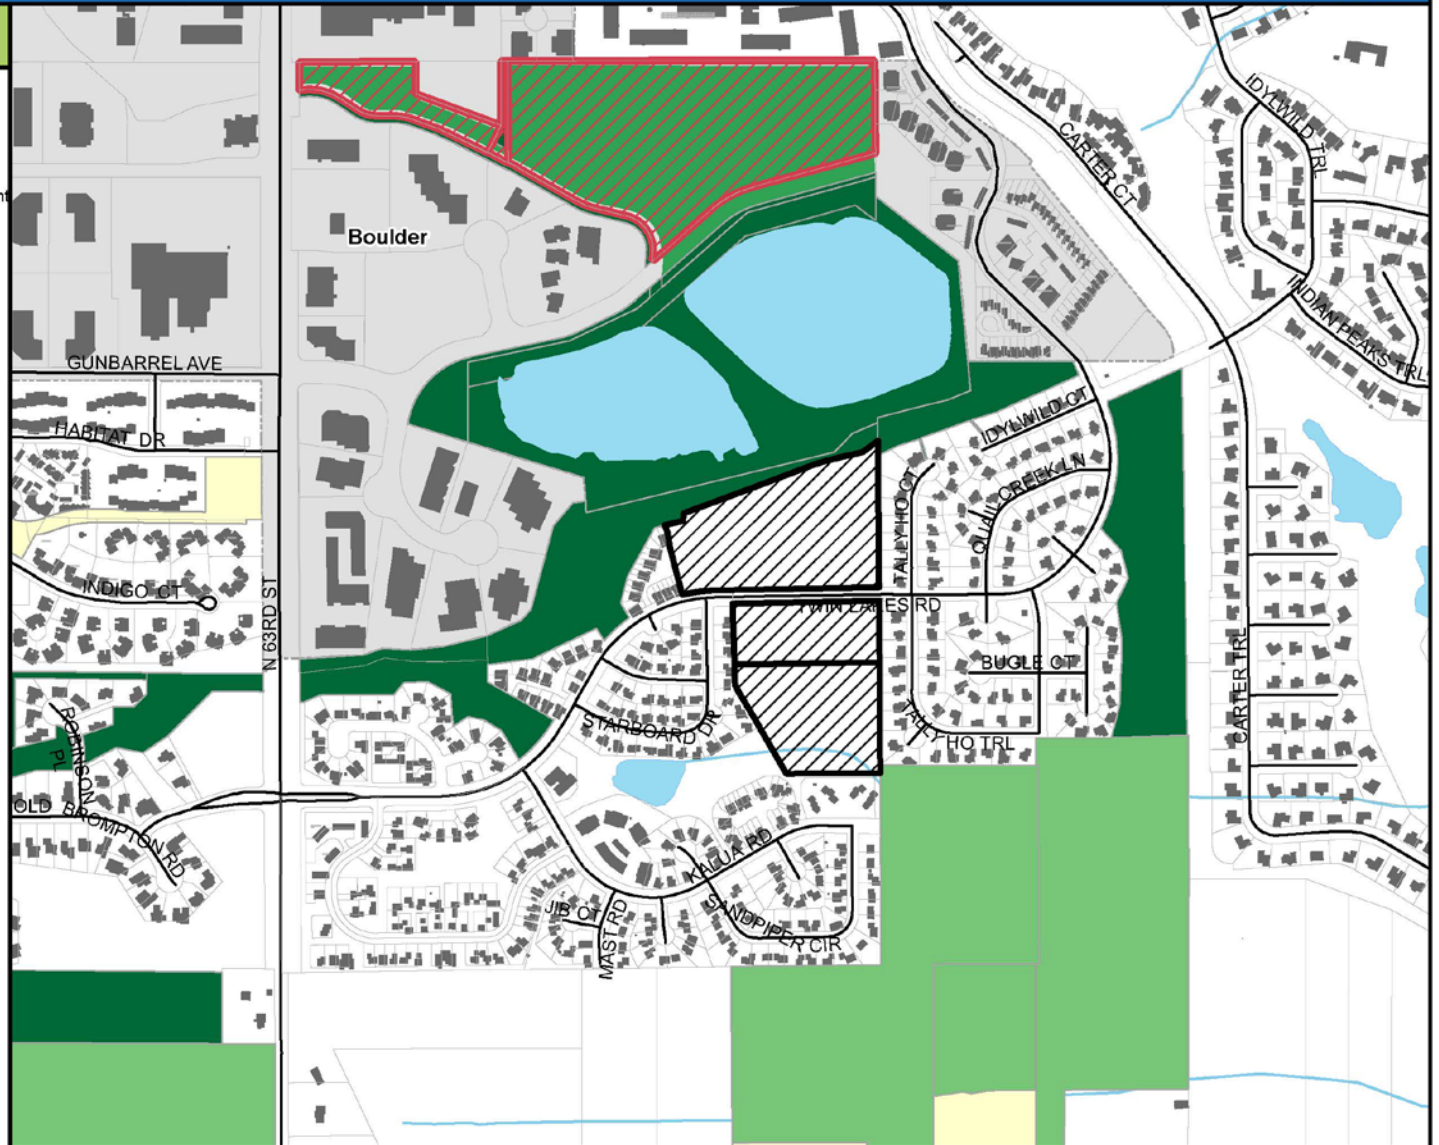 IDYLWILD TRL
CARTER CT
Boulder
INDIAN PEAKS TRL
GUNBARREL AVE
IDYLWILD CT
HABITAT DR
QUAIL CREEK LN
TALLY HO CT
INDIGO CT
N 63RD ST
TWIN LAKES RD
BUGLE CT
CARTER TRL
STARBOARD DR
TALLY HO TRL
ROBINSON
PL
OLD BROMPTON RD
KALUA RD
JIB CT
MAST RD
SANDPIPER CIR